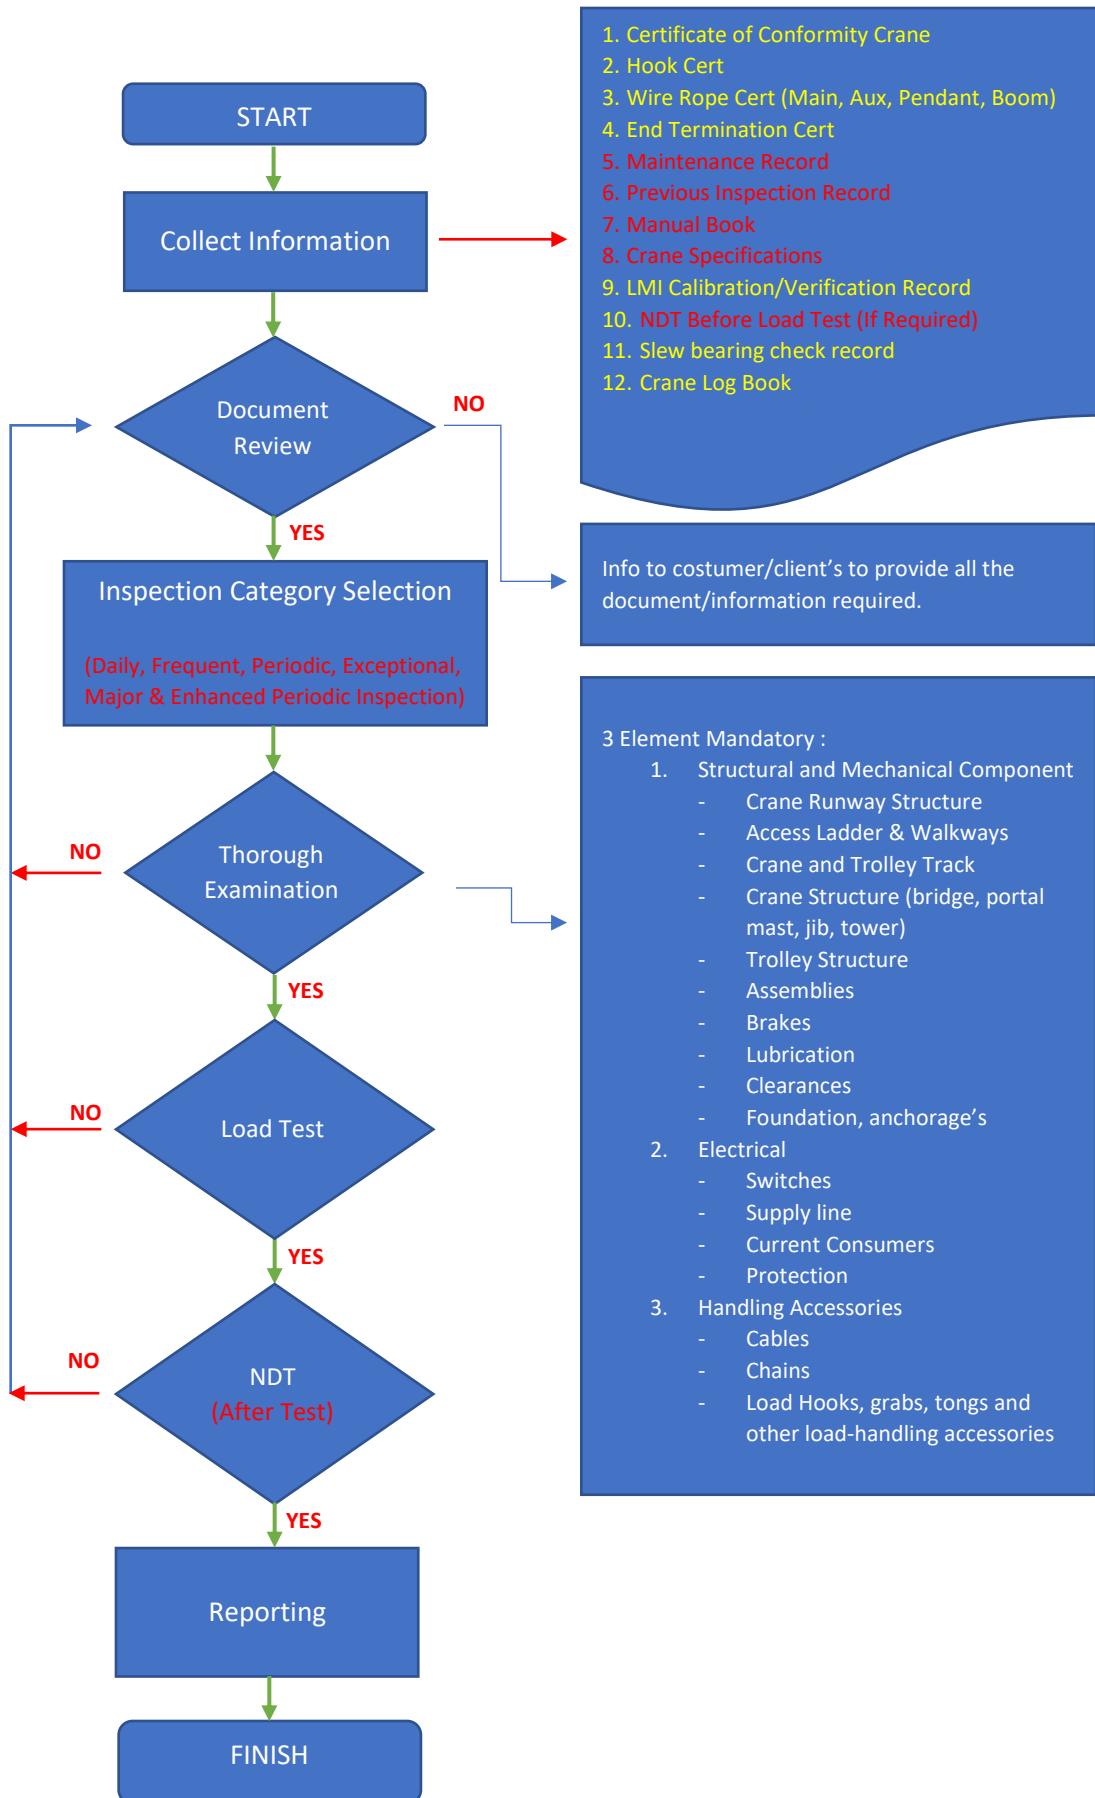 START
Collect Information
1. Certificate of Conformity Crane
2. Hook Cert
3. Wire Rope Cert (Main, Aux, Pendant, Boom)
4. End Termination Cert
5. Maintenance Record
6. Previous Inspection Record
7. Manual Book
8. Crane Specifications
9. LMI Calibration/Verification Record
10. NDT Before Load Test (If Required)
11. Slew bearing check record
12. Crane Log Book
Document
Review
NO
YES
Info to costumer/client’s to provide all the
document/information required.
Inspection Category Selection
(Daily, Frequent, Periodic, Exceptional,
Major & Enhanced Periodic Inspection)
Thorough
Examination
NO
YES
3 Element Mandatory :
1. Structural and Mechanical Component
- Crane Runway Structure
- Access Ladder & Walkways
- Crane and Trolley Track
- Crane Structure (bridge, portal
mast, jib, tower)
- Trolley Structure
- Assemblies
- Brakes
- Lubrication
- Clearances
- Foundation, anchorage’s
2. Electrical
- Switches
- Supply line
- Current Consumers
- Protection
3. Handling Accessories
- Cables
- Chains
- Load Hooks, grabs, tongs and
other load-handling accessories
Load Test
NO
YES
NDT
(After Test)
NO
YES
Reporting
FINISH